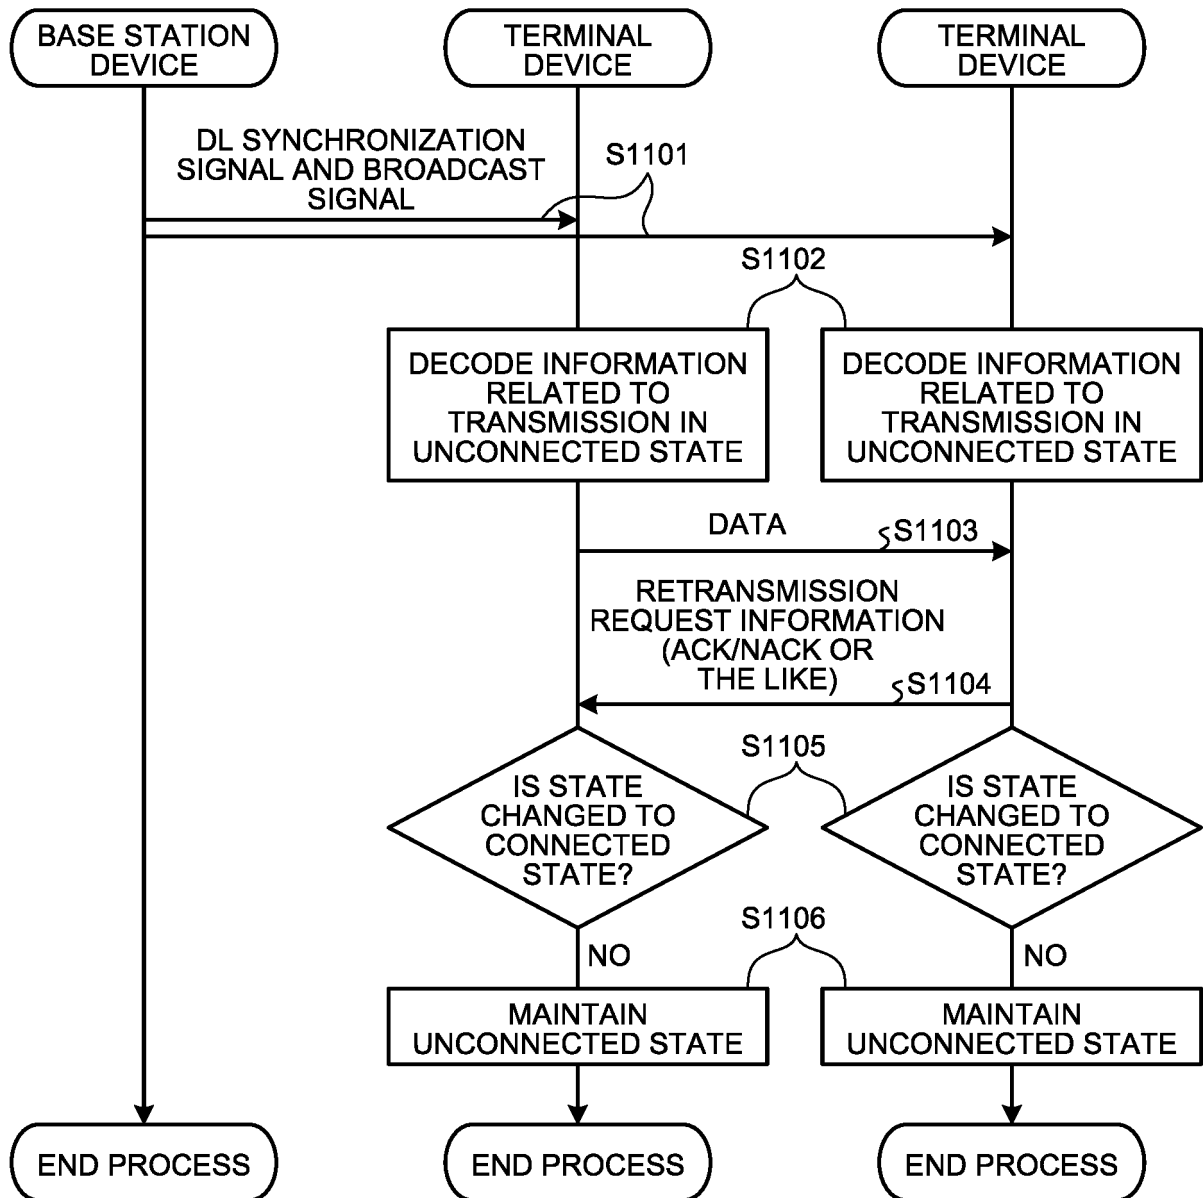 BASE STATION
DEVICE
TERMINAL
DEVICE
TERMINAL
DEVICE
DL SYNCHRONIZATION
SIGNAL AND BROADCAST
SIGNAL
S1101
S1102
DECODE INFORMATION
RELATED TO
TRANSMISSION IN
UNCONNECTED STATE
DECODE INFORMATION
RELATED TO
TRANSMISSION IN
UNCONNECTED STATE
DATA
S1103
RETRANSMISSION
REQUEST INFORMATION
(ACK/NACK OR
THE LIKE)
S1104
S1105
IS STATE
CHANGED TO
CONNECTED
STATE?
IS STATE
CHANGED TO
CONNECTED
STATE?
S1106
NO
NO
MAINTAIN
UNCONNECTED STATE
MAINTAIN
UNCONNECTED STATE
END PROCESS
END PROCESS
END PROCESS